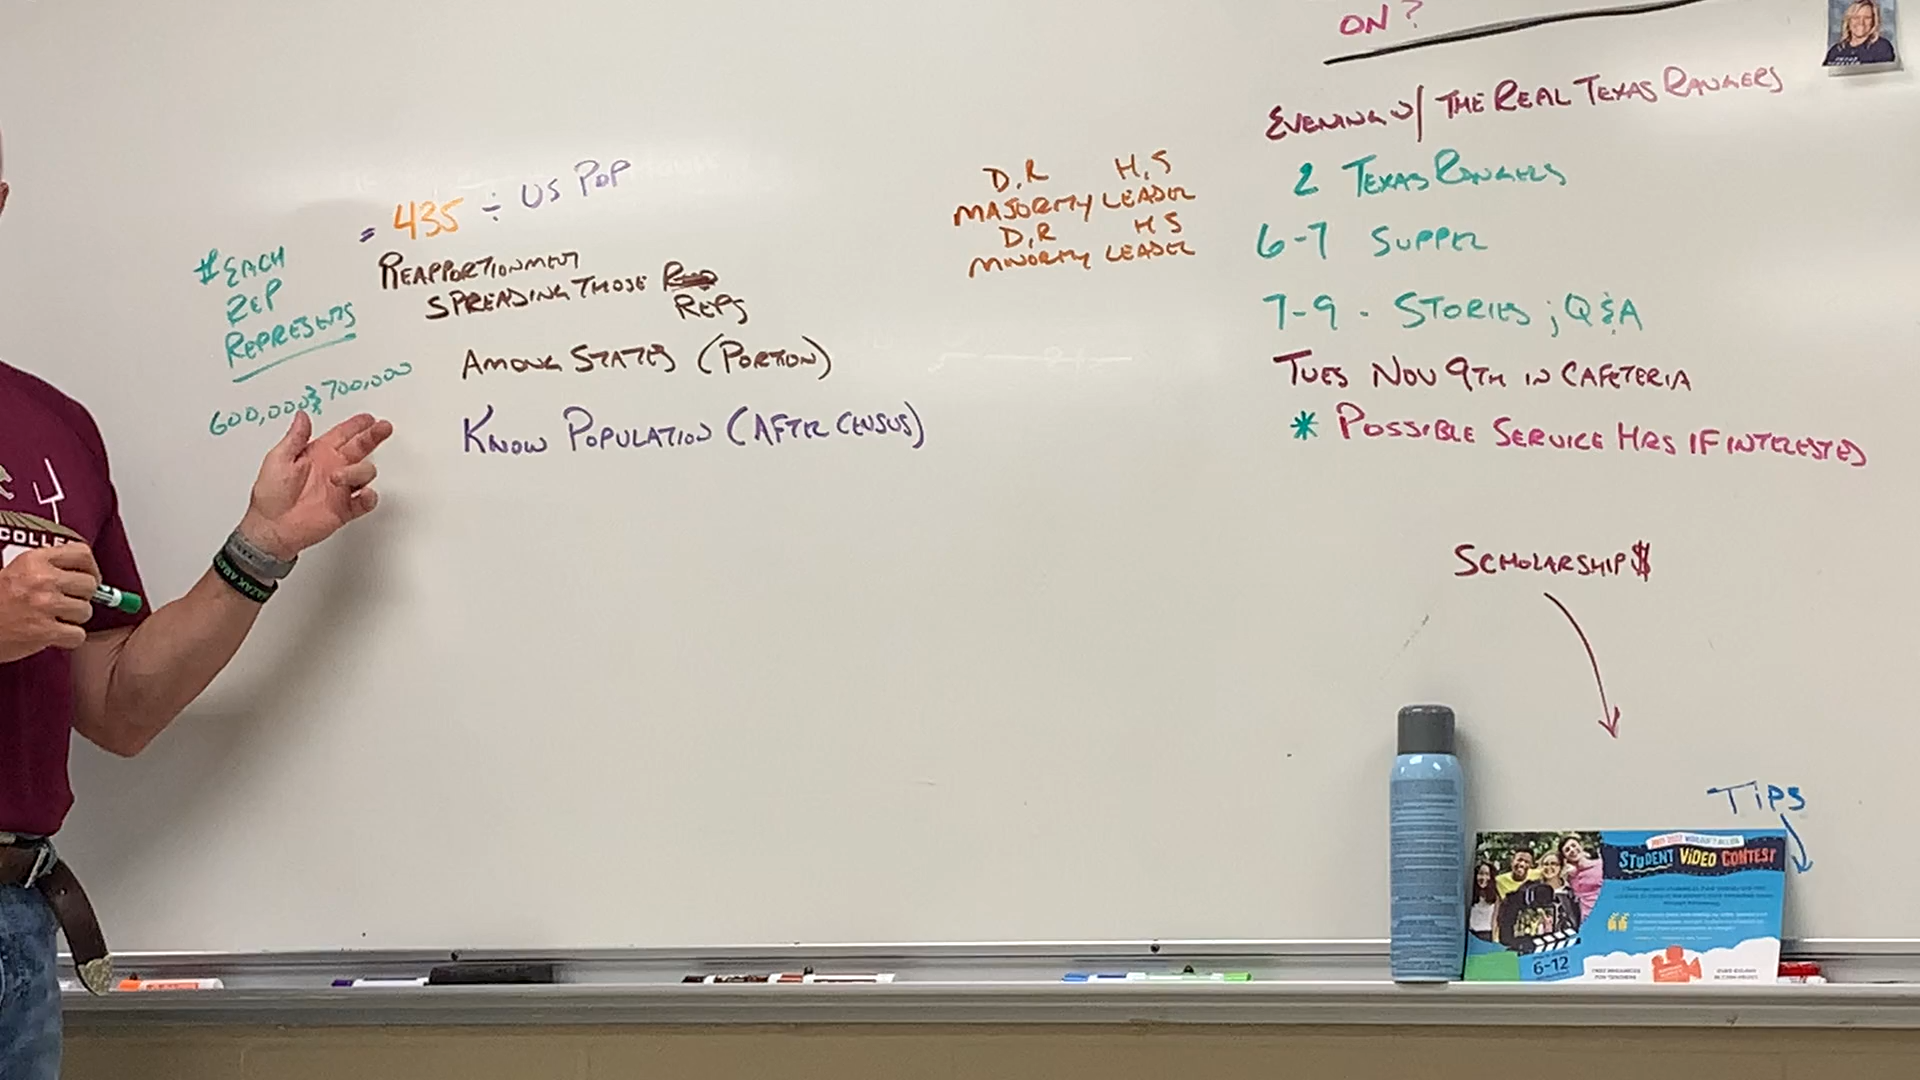 ON?
EVENING W/ THE REAL TEXAS RANGERS
2 TEXAS RANGERS
6-7 SUPPER
7-9 - STORIES; Q&A
TUES NOV 9TH IN CAFETERIA
* POSSIBLE SERVICE HRS IF INTERESTED
SCHOLARSHIP $
TIPS
D,R H,S
MAJORITY LEADER
D,R H S
MINORITY LEADER
# EACH
REP
REPRESENTS
600,000 700,000
= 435 ÷ US POP
REAPPORTIONMENT
SPREADING THOSE
REPS
AMONG STATES (PORTION)
KNOW POPULATION (AFTER CENSUS)
COLLE
STUDENT VIDEO CONTEST
6-12